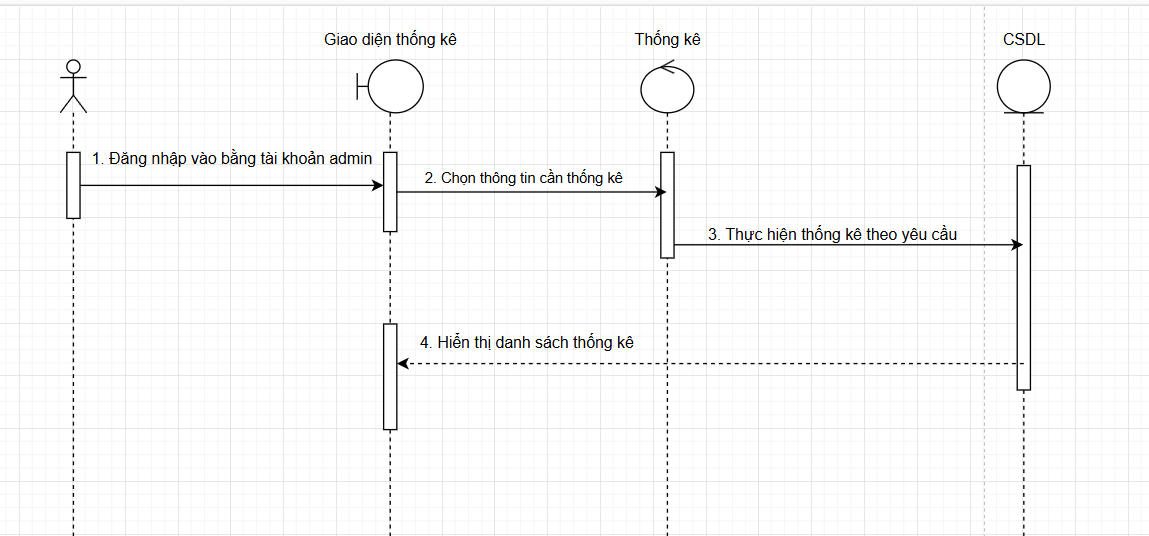 Giao diện thống kê
Thống kê
CSDL
1. Đăng nhập vào bằng tài khoản admin
2. Chọn thông tin cần thống kê
3. Thực hiện thống kê theo yêu cầu
4. Hiển thị danh sách thống kê